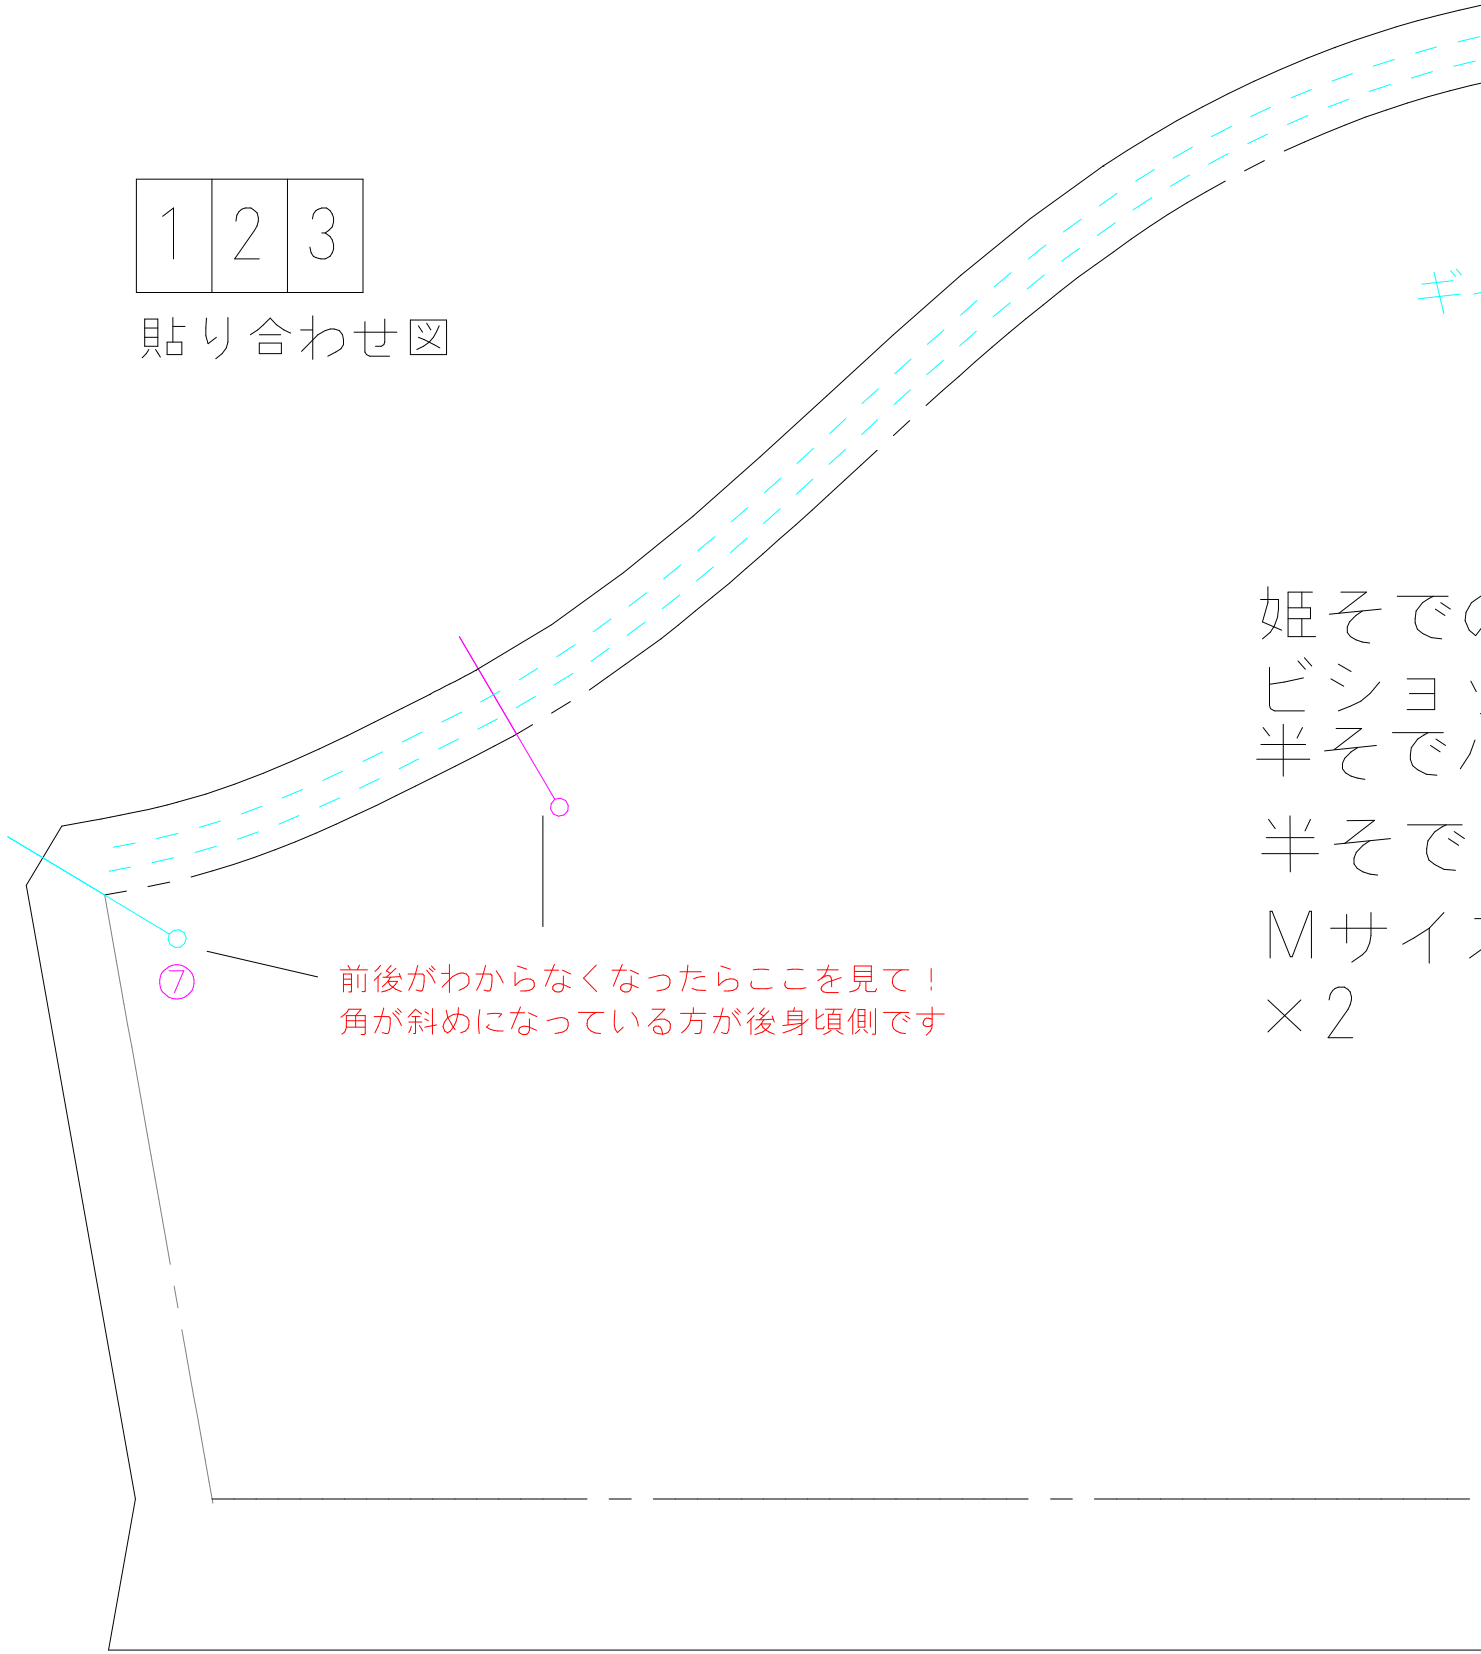 1 2 3
貼り合わせ図
ギ
姫そでの
ビショ
半そで
半そで
Mサイ
×2
⑦
前後がわからなくなったらここを見て！
角が斜めになっている方が後身頃側です